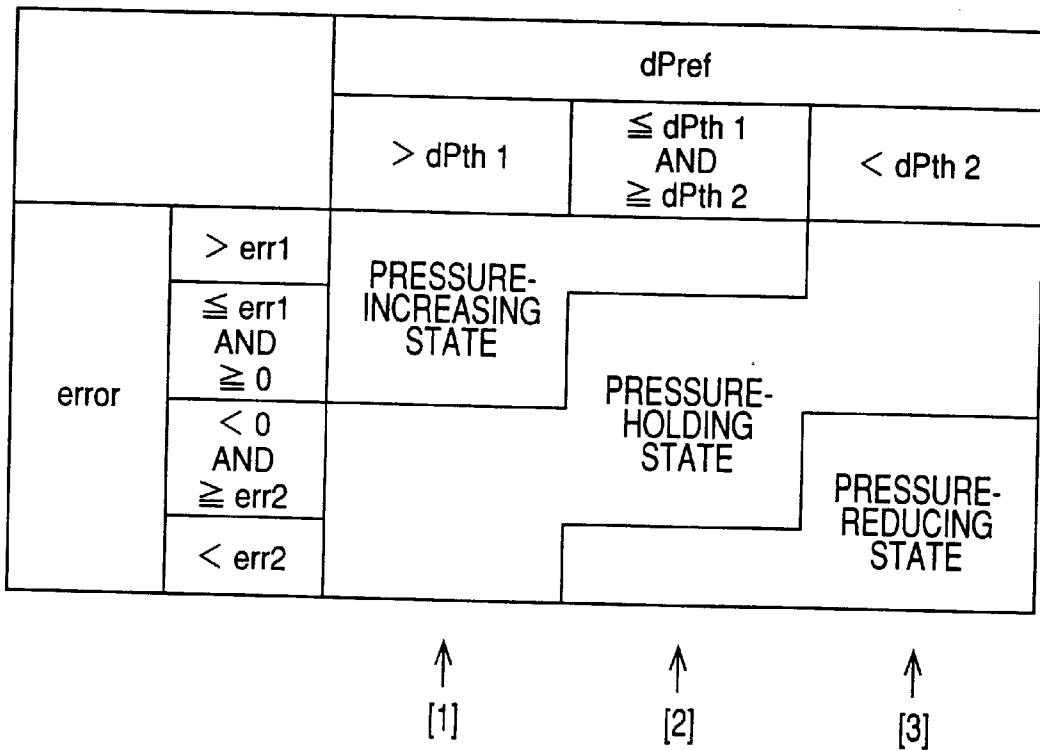 dPref
> dPth 1
≦ dPth 1
AND
≧ dPth 2
< dPth 2
error
> err1
≦ err1
AND
≧ 0
< 0
AND
≧ err2
< err2
PRESSURE-
INCREASING
STATE
PRESSURE-
HOLDING
STATE
PRESSURE-
REDUCING
STATE
[1]
[2]
[3]